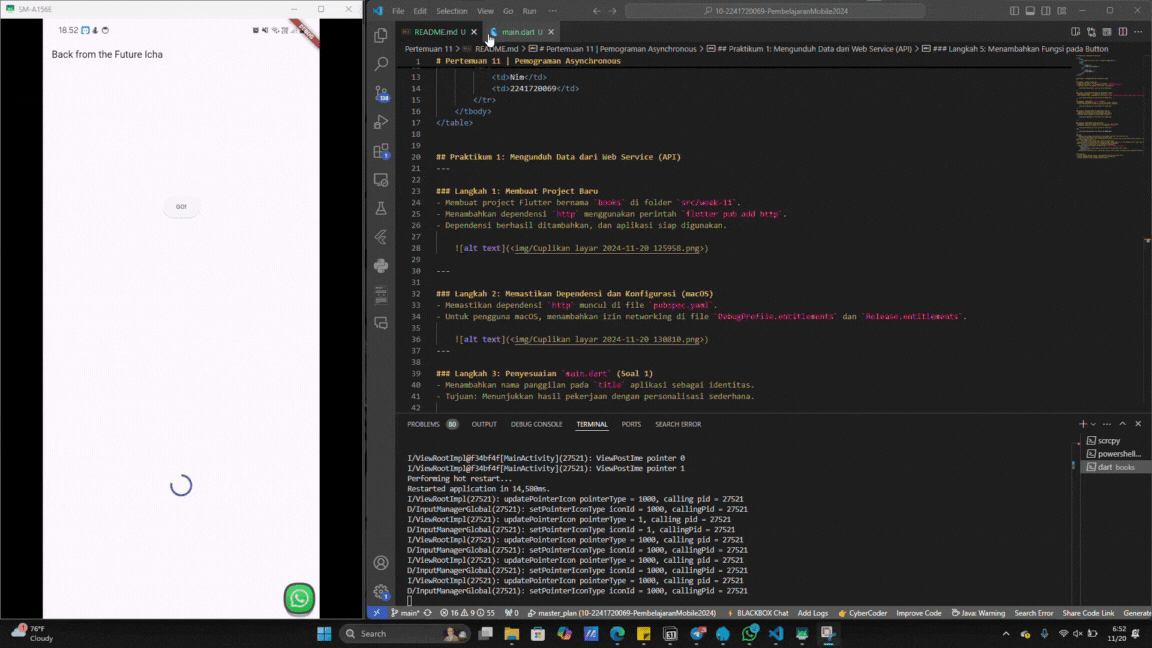 SM-A156E
18.52
Back from the Future Icha
GO!
File Edit Selection View Go Run ...
10-2241720069-PembelajaranMobile2024
README.md U
main.dart U
Pertemuan 11 > README.md > # Pertemuan 11 | Pemograman Asynchronous > ## Praktikum 1: Mengunduh Data dari Web Service (API) > ### Langkah 5: Menambahkan Fungsi pada Button
1 # Pertemuan 11 | Pemograman Asynchronous
13 <td>Nim</td>
14 <td>2241720069</td>
15 </tr>
16 </tbody>
17 </table>
18
19
20 ## Praktikum 1: Mengunduh Data dari Web Service (API)
21 ---
22
23 ### Langkah 1: Membuat Project Baru
24 - Membuat project Flutter bernama `books` di folder `src/week-11`.
25 - Menambahkan dependensi `http` menggunakan perintah `flutter pub add http`.
26 - Dependensi berhasil ditambahkan, dan aplikasi siap digunakan.
27
28 ![alt text](<img/Cuplikan layar 2024-11-20 125958.png>)
29
30 ---
31
32 ### Langkah 2: Memastikan Dependensi dan Konfigurasi (macOS)
33 - Memastikan dependensi `http` muncul di file `pubspec.yaml`.
34 - Untuk pengguna macOS, menambahkan izin networking di file `DebugProfile.entitlements` dan `Release.entitlements`.
35
36 ![alt text](<img/Cuplikan layar 2024-11-20 130810.png>)
37 ---
38
39 ### Langkah 3: Penyesuaian `main.dart` (Soal 1)
40 - Menambahkan nama panggilan pada `title` aplikasi sebagai identitas.
41 - Tujuan: Menunjukkan hasil pekerjaan dengan personalisasi sederhana.
42
PROBLEMS 80 OUTPUT DEBUG CONSOLE TERMINAL PORTS SEARCH ERROR
scrcpy
powershell...
dart books
I/ViewRootImpl@f34bf4f[MainActivity](27521): ViewPostIme pointer 0
I/ViewRootImpl@f34bf4f[MainActivity](27521): ViewPostIme pointer 1
Performing hot restart...
Restarted application in 14,580ms.
I/ViewRootImpl(27521): updatePointerIcon pointerType = 1000, calling pid = 27521
D/InputManagerGlobal(27521): setPointerIconType iconId = 1000, callingPid = 27521
I/ViewRootImpl(27521): updatePointerIcon pointerType = 1, calling pid = 27521
D/InputManagerGlobal(27521): setPointerIconType iconId = 1, callingPid = 27521
I/ViewRootImpl(27521): updatePointerIcon pointerType = 1000, calling pid = 27521
D/InputManagerGlobal(27521): setPointerIconType iconId = 1000, callingPid = 27521
I/ViewRootImpl(27521): updatePointerIcon pointerType = 1000, calling pid = 27521
D/InputManagerGlobal(27521): setPointerIconType iconId = 1000, callingPid = 27521
I/ViewRootImpl(27521): updatePointerIcon pointerType = 1000, calling pid = 27521
D/InputManagerGlobal(27521): setPointerIconType iconId = 1000, callingPid = 27521
main* 16 9 55 0 master_plan (10-2241720069-PembelajaranMobile2024) BLACKBOX Chat Add Logs CyberCoder Improve Code Java: Warning Search Error Share Code Link Generate
76°F
Cloudy
Search
6:52
11/20